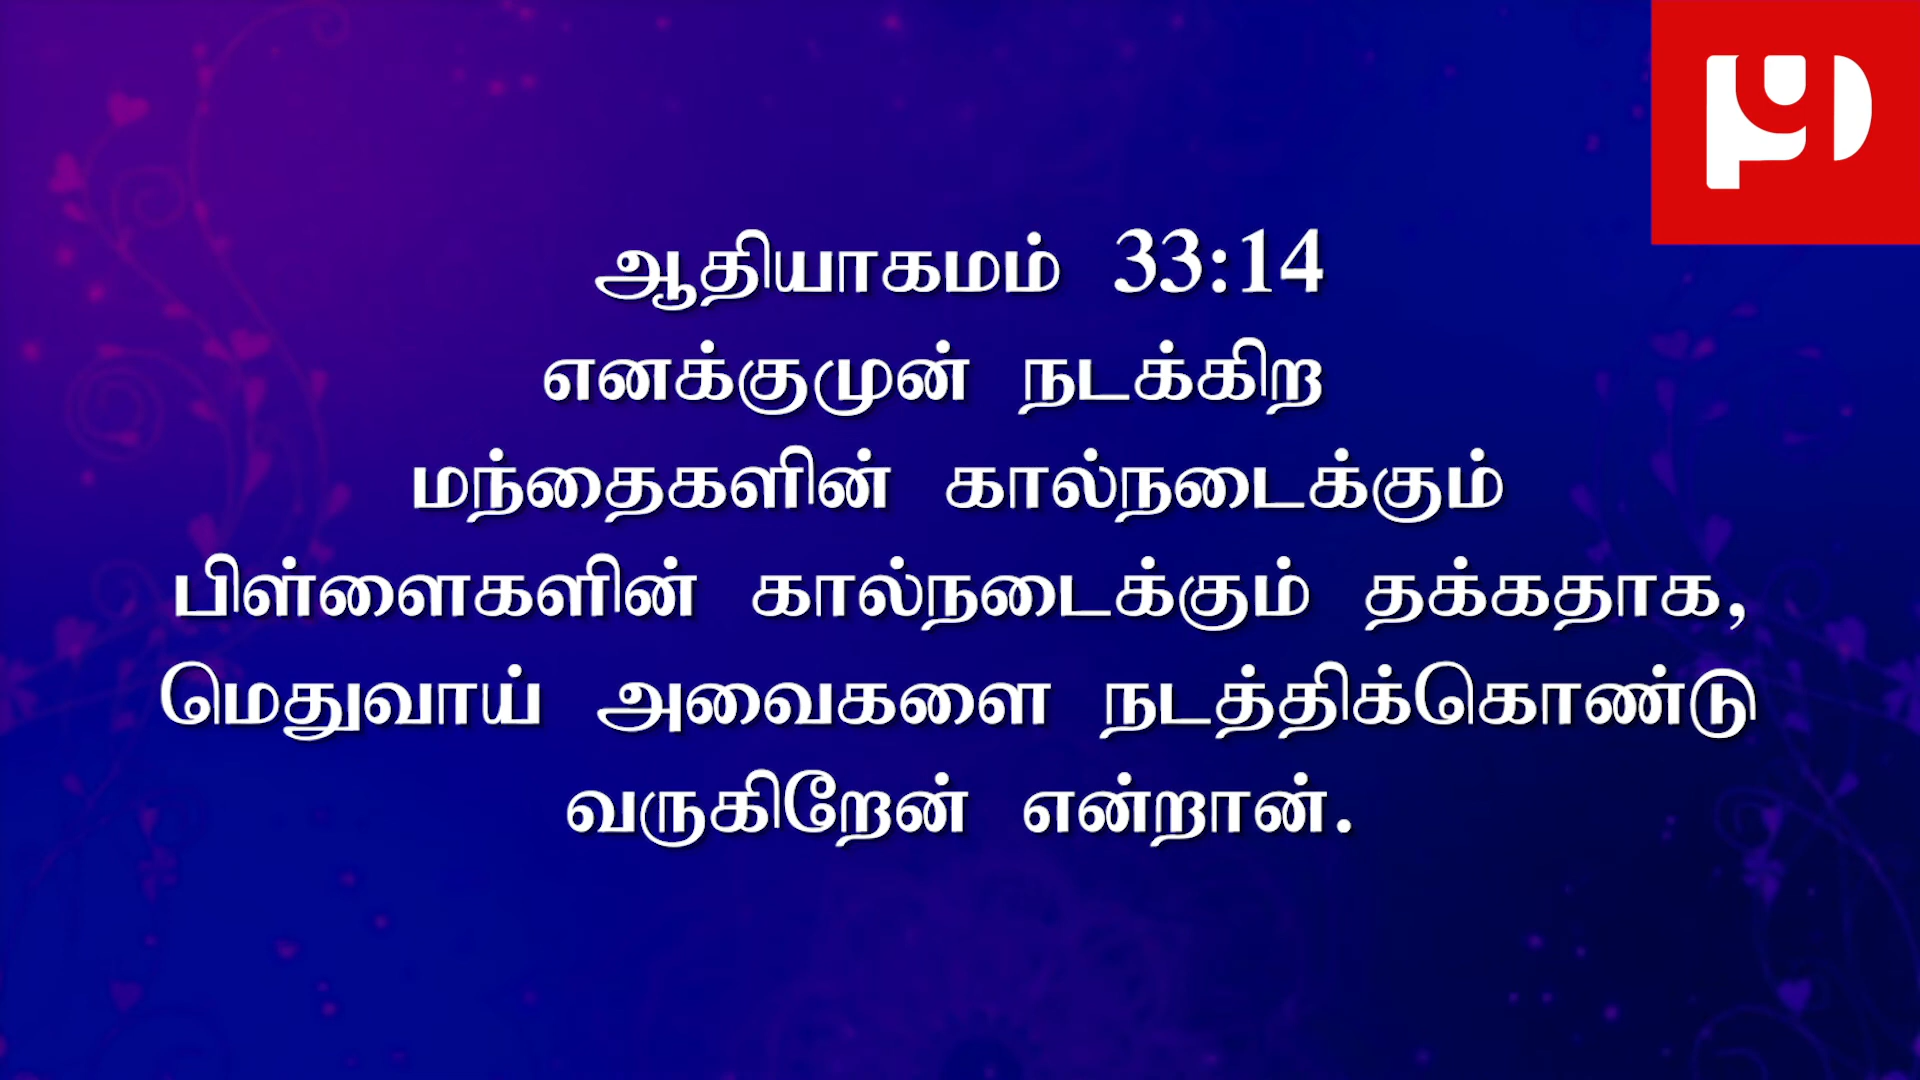 ஆதியாகமம் 33:14
எனக்குமுன் நடக்கிற
மந்தைகளின் கால்நடைக்கும்
பிள்ளைகளின் கால்நடைக்கும் தக்கதாக,
மெதுவாய் அவைகளை நடத்திக்கொண்டு
வருகிறேன் என்றான்.